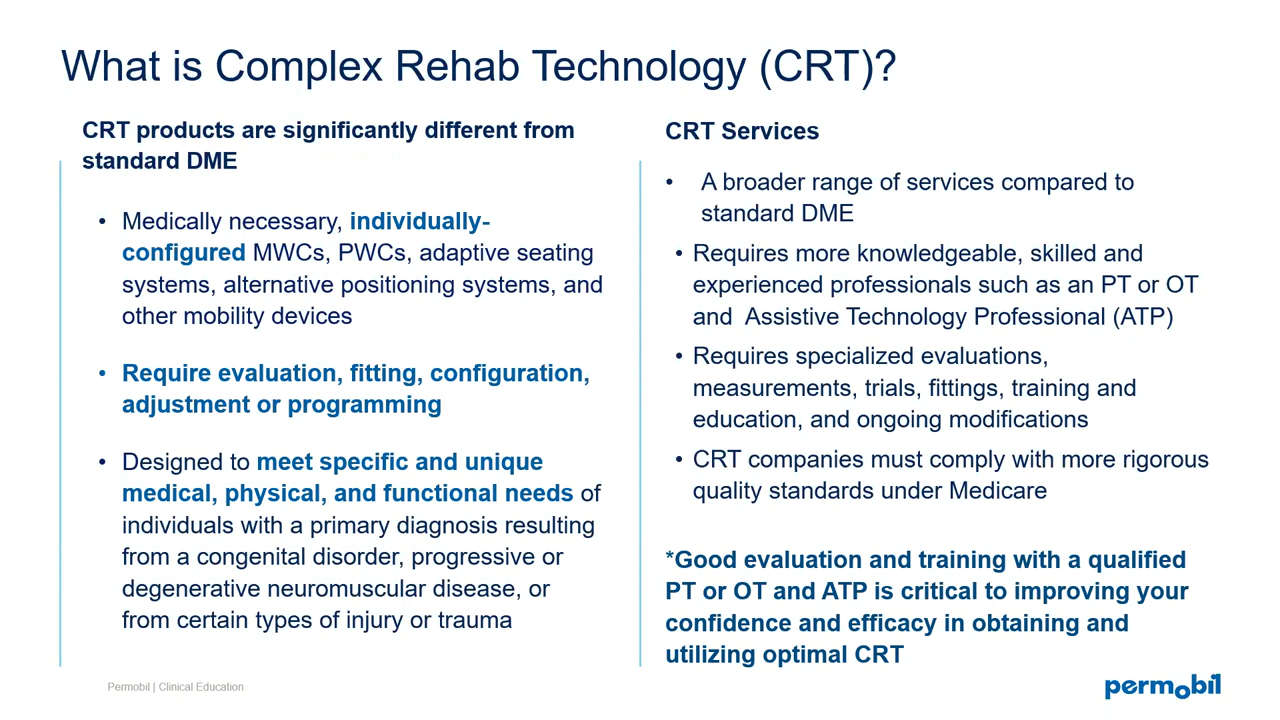 What is Complex Rehab Technology (CRT)?
CRT products are significantly different from
standard DME
• Medically necessary, individually-
configured MWCs, PWCs, adaptive seating
systems, alternative positioning systems, and
other mobility devices
• Require evaluation, fitting, configuration,
adjustment or programming
• Designed to meet specific and unique
medical, physical, and functional needs of
individuals with a primary diagnosis resulting
from a congenital disorder, progressive or
degenerative neuromuscular disease, or
from certain types of injury or trauma
CRT Services
• A broader range of services compared to
standard DME
• Requires more knowledgeable, skilled and
experienced professionals such as an PT or OT
and Assistive Technology Professional (ATP)
• Requires specialized evaluations,
measurements, trials, fittings, training and
education, and ongoing modifications
• CRT companies must comply with more rigorous
quality standards under Medicare
*Good evaluation and training with a qualified
PT or OT and ATP is critical to improving your
confidence and efficacy in obtaining and
utilizing optimal CRT
Permobil | Clinical Education
permobil